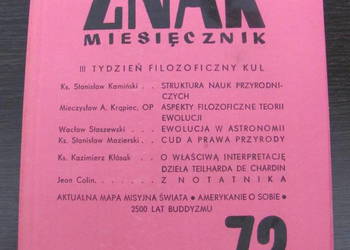 ZNAK
MIESIĘCZNIK
III TYDZIEŃ FILOZOFICZNY KUL
Ks. Stanisław Kamiński . . STRUKTURA NAUK PRZYRODNI-
CZYCH
Mieczysław A. Krąpiec, OP ASPEKTY FILOZOFICZNE TEORII
EWOLUCJI
Wacław Staszewski . . . EWOLUCJA W ASTRONOMII
Ks. Stanisław Mazierski . . CUD A PRAWA PRZYRODY
Ks. Kazimierz Kłósak . . . O WŁAŚCIWĄ INTERPRETACJĘ
DZIEŁA TEILHARDA DE CHARDIN
Jean Colin . . . . . . Z NOTATNIKA
AKTUALNA MAPA MISYJNA ŚWIATA • AMERYKANIE O SOBIE •
2500 LAT BUDDYZMU
72